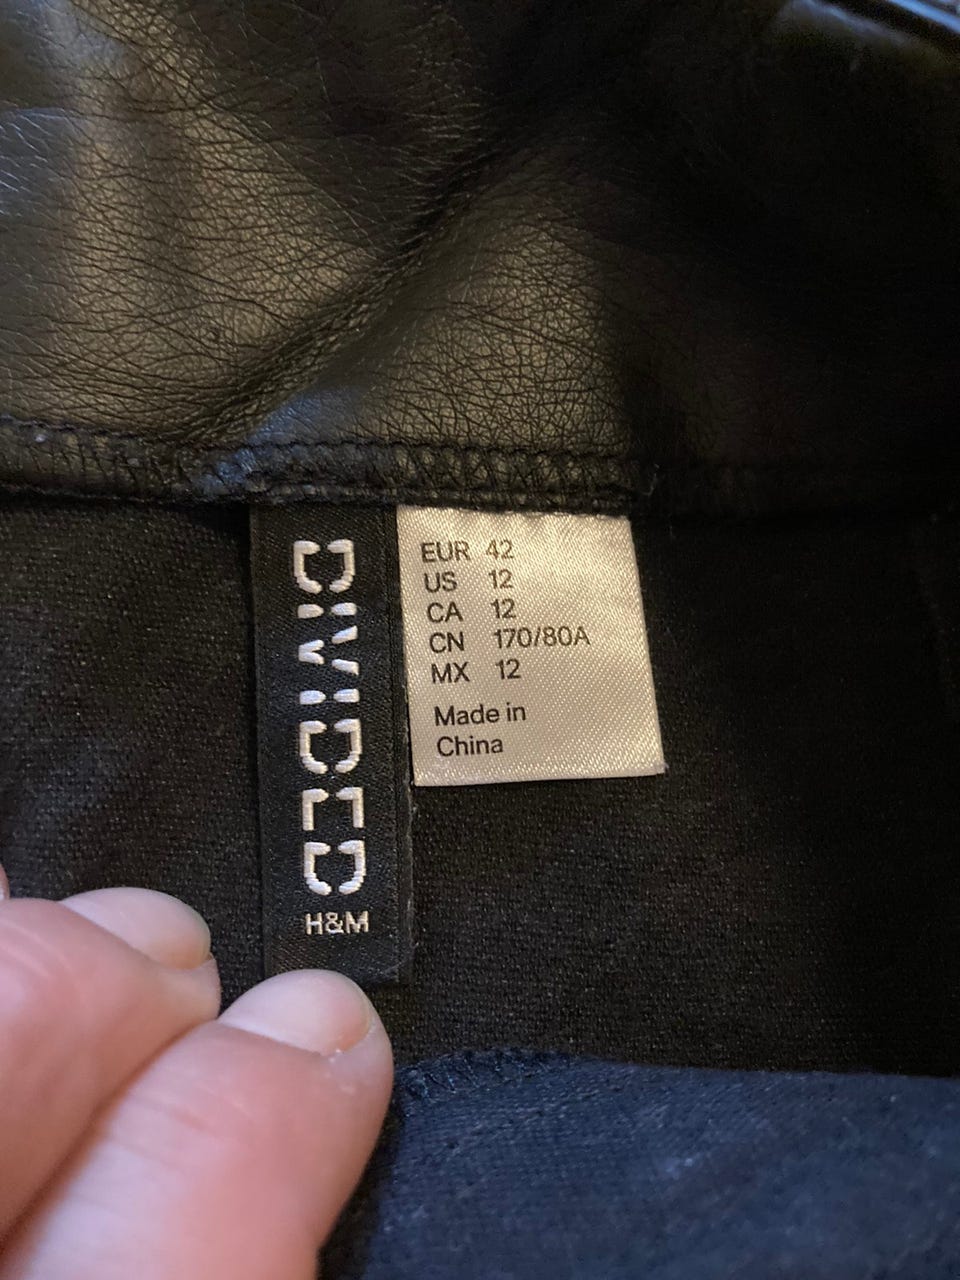 DIVIDED
H&M
EUR 42
US 12
CA 12
CN 170/80A
MX 12
Made in
China